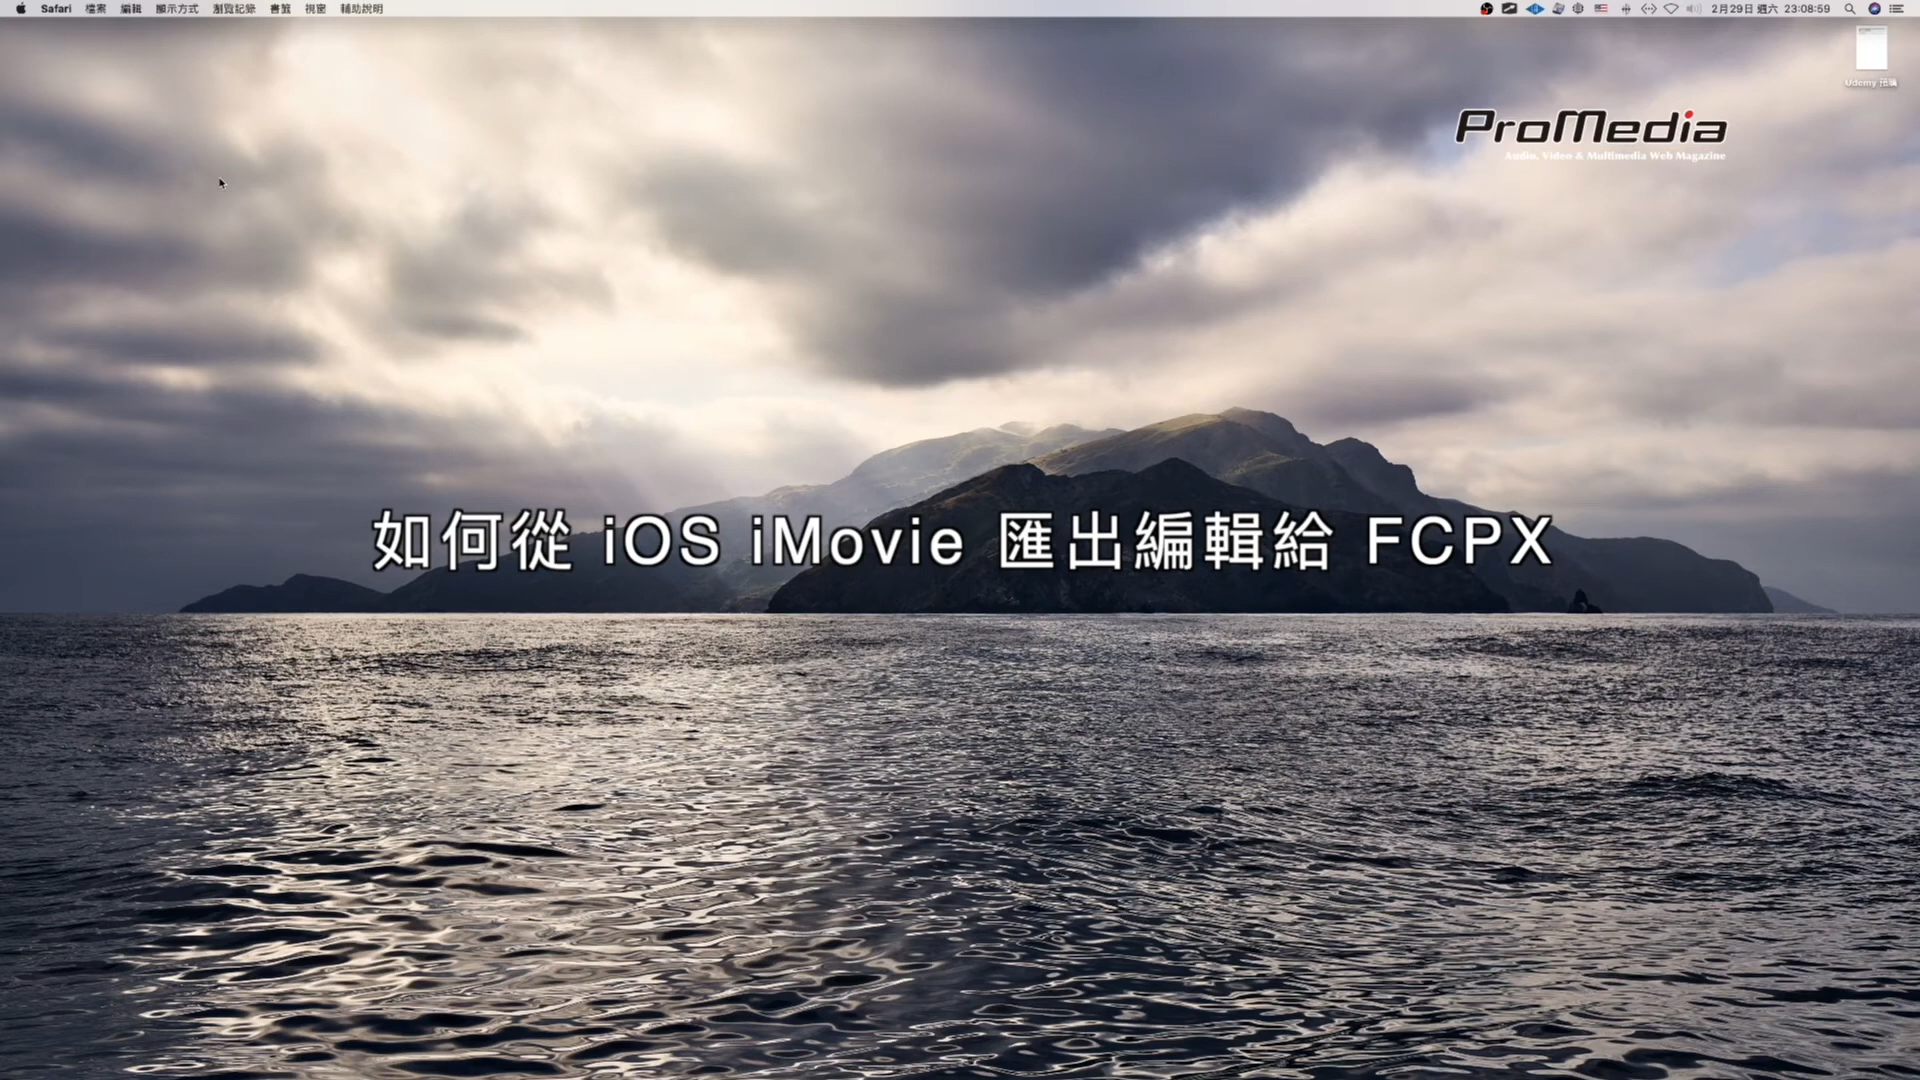 Safari 檔案 編輯 顯示方式 瀏覽記錄 書籤 視窗 輔助說明 2月29日 週六 23:08:59
Udemy
ProMedia
Audio, Video & Multimedia Web Magazine
如何從 iOS iMovie 匯出編輯給 FCPX